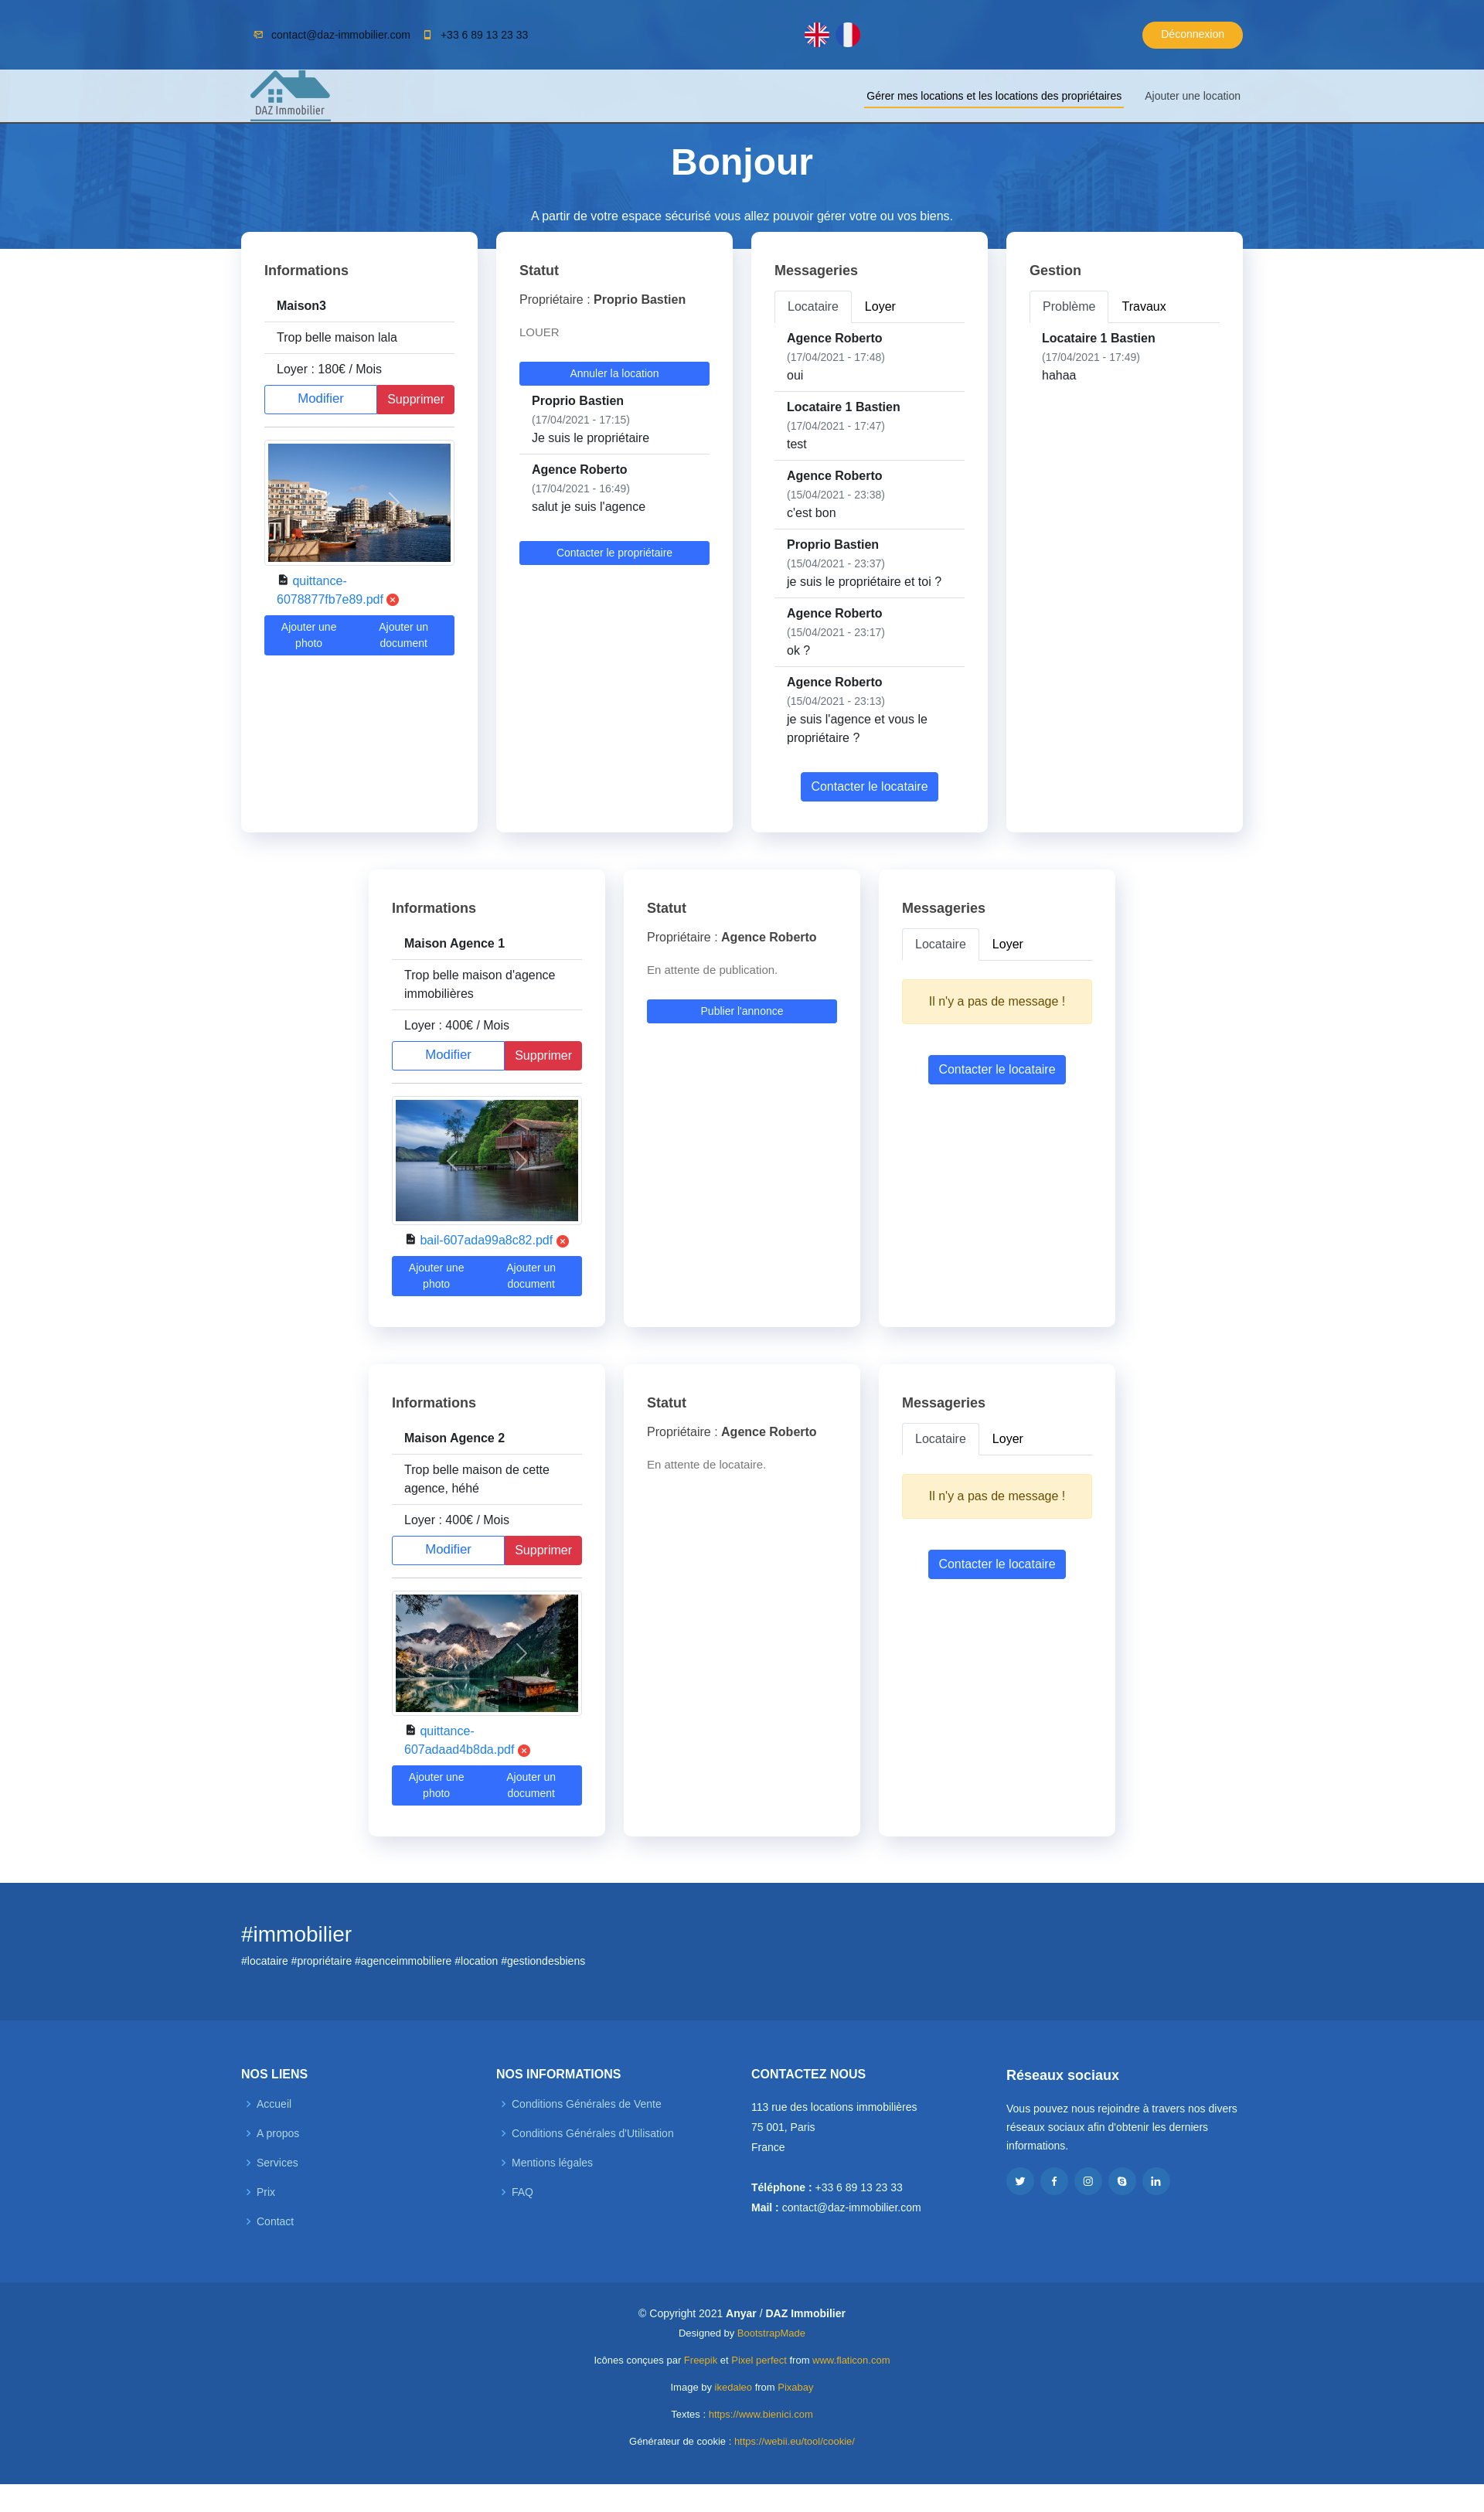 contact@daz-immobilier.com
+33 6 89 13 23 33
Déconnexion
DAZ Immobilier
Gérer mes locations et les locations des propriétaires
Ajouter une location
Bonjour
A partir de votre espace sécurisé vous allez pouvoir gérer votre ou vos biens.
Informations
Maison3
Trop belle maison lala
Loyer : 180€ / Mois
Modifier
Supprimer
quittance-
6078877fb7e89.pdf
Ajouter une
photo
Ajouter un
document
Statut
Propriétaire : Proprio Bastien
LOUER
Annuler la location
Proprio Bastien
(17/04/2021 - 17:15)
Je suis le propriétaire
Agence Roberto
(17/04/2021 - 16:49)
salut je suis l'agence
Contacter le propriétaire
Messageries
Locataire
Loyer
Agence Roberto
(17/04/2021 - 17:48)
oui
Locataire 1 Bastien
(17/04/2021 - 17:47)
test
Agence Roberto
(15/04/2021 - 23:38)
c'est bon
Proprio Bastien
(15/04/2021 - 23:37)
je suis le propriétaire et toi ?
Agence Roberto
(15/04/2021 - 23:17)
ok ?
Agence Roberto
(15/04/2021 - 23:13)
je suis l'agence et vous le
propriétaire ?
Contacter le locataire
Gestion
Problème
Travaux
Locataire 1 Bastien
(17/04/2021 - 17:49)
hahaa
Informations
Maison Agence 1
Trop belle maison d'agence
immobilières
Loyer : 400€ / Mois
Modifier
Supprimer
bail-607ada99a8c82.pdf
Ajouter une
photo
Ajouter un
document
Statut
Propriétaire : Agence Roberto
En attente de publication.
Publier l'annonce
Messageries
Locataire
Loyer
Il n'y a pas de message !
Contacter le locataire
Informations
Maison Agence 2
Trop belle maison de cette
agence, héhé
Loyer : 400€ / Mois
Modifier
Supprimer
quittance-
607adaad4b8da.pdf
Ajouter une
photo
Ajouter un
document
Statut
Propriétaire : Agence Roberto
En attente de locataire.
Messageries
Locataire
Loyer
Il n'y a pas de message !
Contacter le locataire
#immobilier
#locataire #propriétaire #agenceimmobiliere #location #gestiondesbiens
NOS LIENS
Accueil
A propos
Services
Prix
Contact
NOS INFORMATIONS
Conditions Générales de Vente
Conditions Générales d'Utilisation
Mentions légales
FAQ
CONTACTEZ NOUS
113 rue des locations immobilières
75 001, Paris
France
Téléphone : +33 6 89 13 23 33
Mail : contact@daz-immobilier.com
Réseaux sociaux
Vous pouvez nous rejoindre à travers nos divers
réseaux sociaux afin d'obtenir les derniers
informations.
© Copyright 2021 Anyar / DAZ Immobilier
Designed by BootstrapMade
Icônes conçues par Freepik et Pixel perfect from www.flaticon.com
Image by ikedaleo from Pixabay
Textes : https://www.bienici.com
Générateur de cookie : https://webii.eu/tool/cookie/